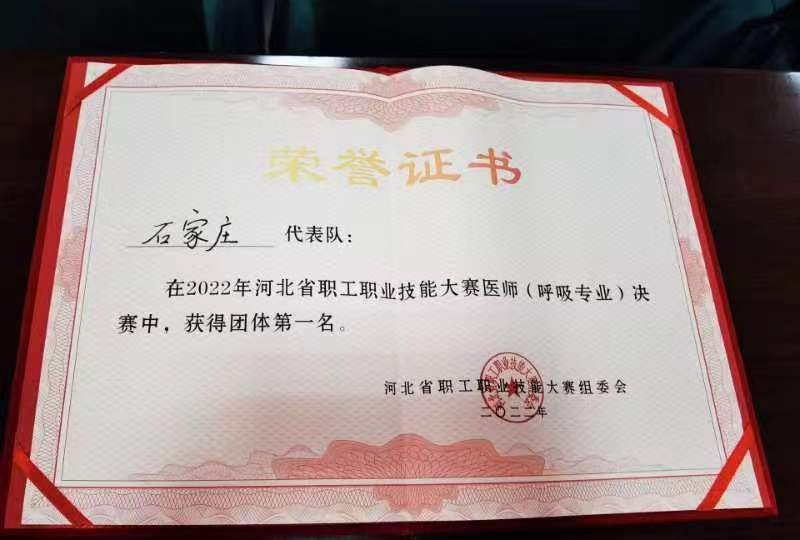 荣誉证书
石家庄 代表队：
在2022年河北省职工职业技能大赛医师（呼吸专业）决
赛中，获得团体第一名。
河北省职工职业技能大赛组委会
二〇二二年